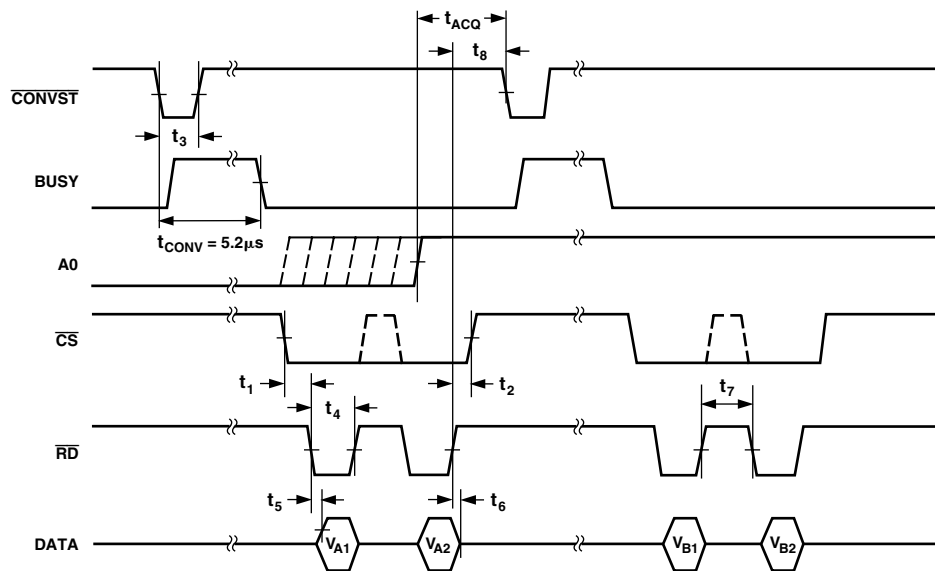 tACQ
t8
CONVST
t3
BUSY
tCONV = 5.2µs
A0
CS
t1
t4
t2
t7
RD
t5
t6
DATA
VA1
VA2
VB1
VB2